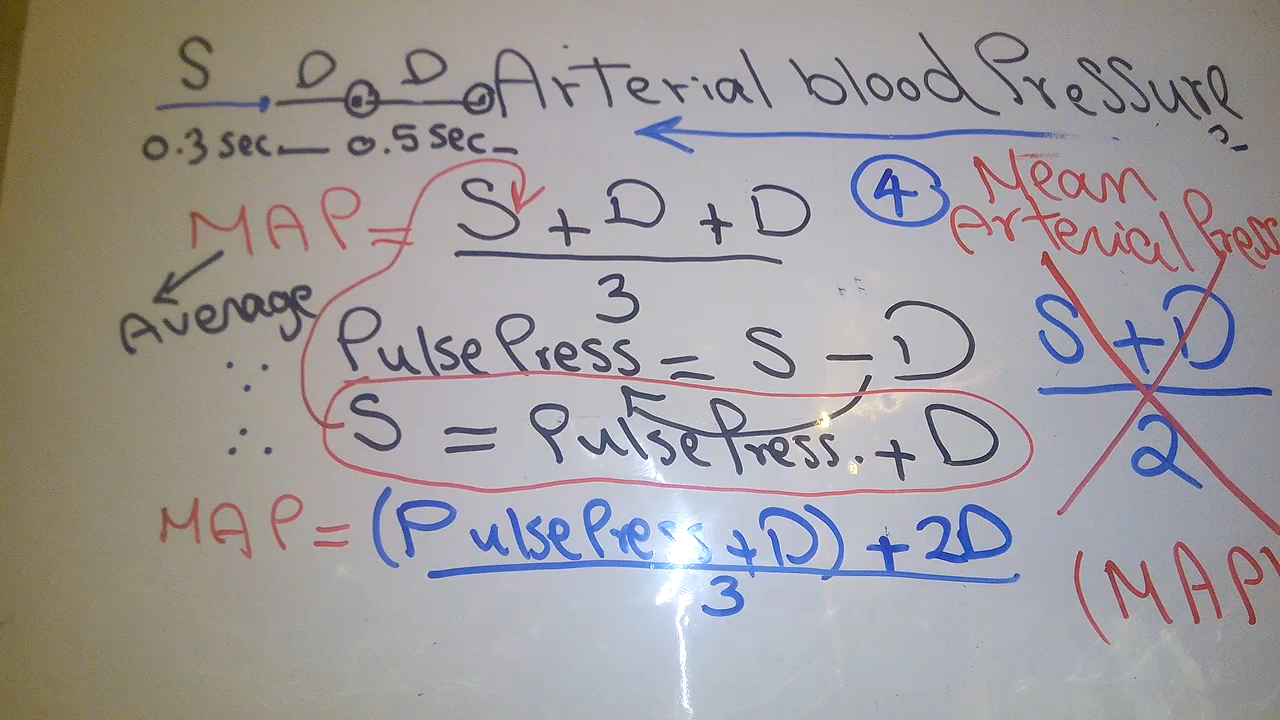 S D D Arterial blood Pressure
0.3 sec. 0.5 sec.
④ Mean
Arterial Press
MAP = S + D + D
3
Average
S + D
2
∵ Pulse Press = S - D
∴ S = Pulse Press. + D
MAP = (Pulse Press + D) + 2D
3
(MAP)